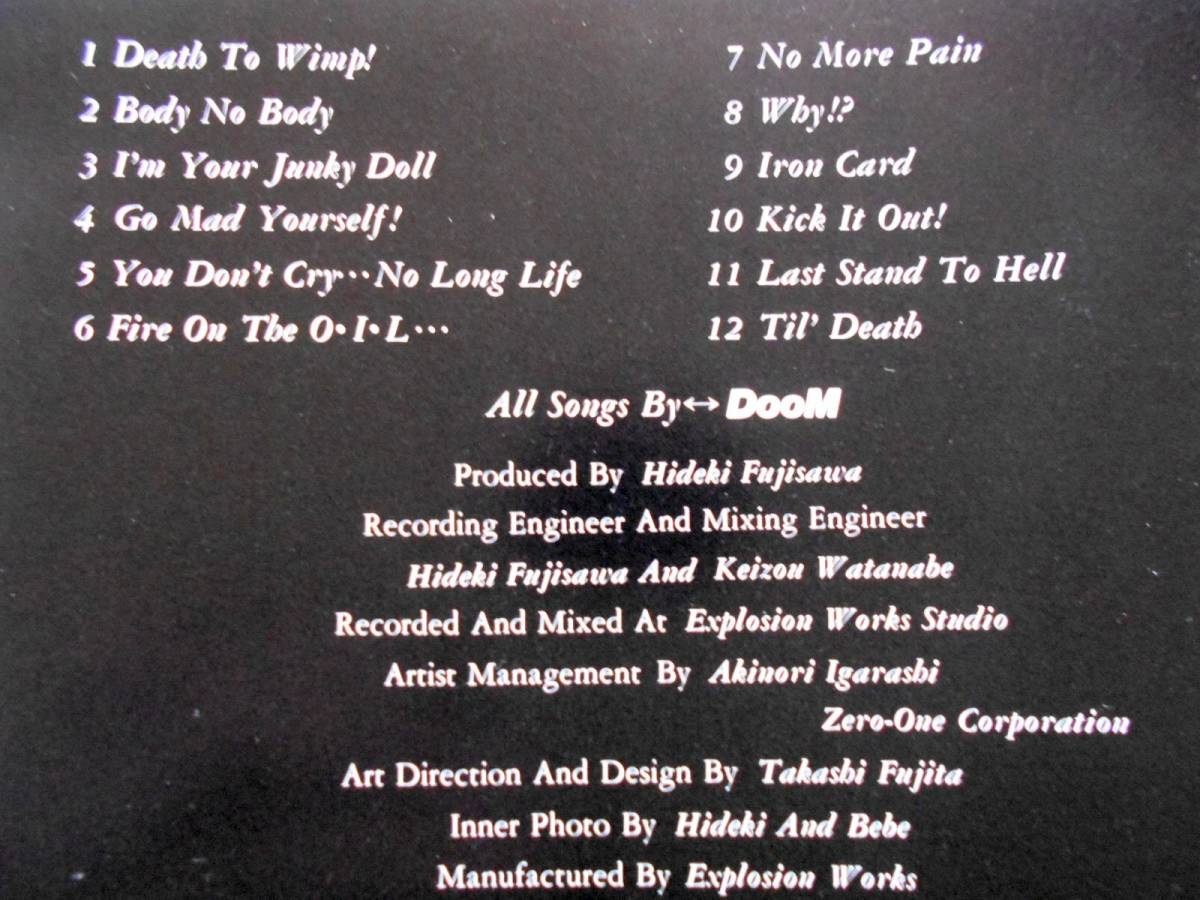 1 Death To Wimp!
2 Body No Body
3 I'm Your Junky Doll
4 Go Mad Yourself!
5 You Don't Cry⋯No Long Life
6 Fire On The O•I•L⋯
7 No More Pain
8 Why!?
9 Iron Card
10 Kick It Out!
11 Last Stand To Hell
12 Til' Death
All Songs By↔DooM
Produced By Hideki Fujisawa
Recording Engineer And Mixing Engineer
Hideki Fujisawa And Keizou Watanabe
Recorded And Mixed At Explosion Works Studio
Artist Management By Akinori Igarashi
Zero-One Corporation
Art Direction And Design By Takashi Fujita
Inner Photo By Hideki And Bebe
Manufactured By Explosion Works